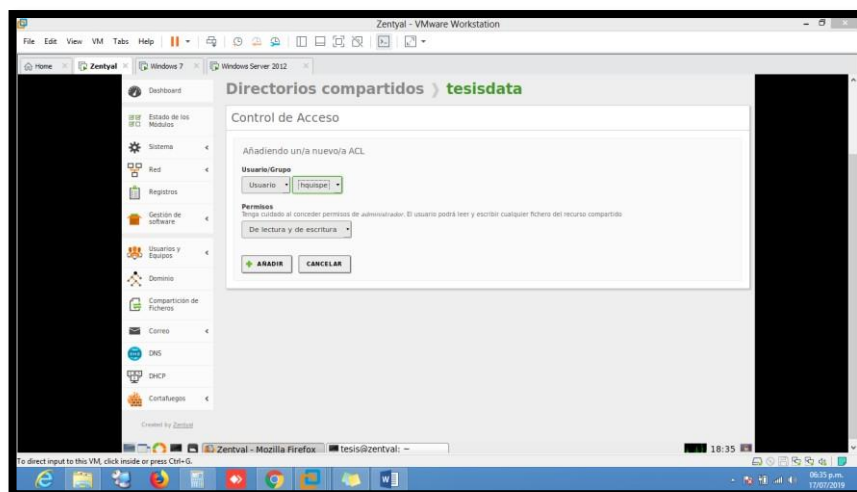 Zentyal - VMware Workstation
File Edit View VM Tabs Help
Home Zentyal Windows 7 Windows Server 2012
Dashboard
Estado de los Módulos
Sistema
Red
Registros
Gestión de software
Usuarios y Equipos
Dominio
Compartición de Ficheros
Correo
DNS
DHCP
Cortafuegos
Created by Zentyal
Directorios compartidos tesisdata
Control de Acceso
Añadiendo un/a nuevo/a ACL
Usuario/Grupo
Usuario hquispe
Permisos
Tenga cuidado al conceder permisos de administrador. El usuario podrá leer y escribir cualquier fichero del recurso compartido
De lectura y de escritura
AÑADIR CANCELAR
Zentyal - Mozilla Firefox tesis@zentyal: ~ 18:35
To direct input to this VM, click inside or press Ctrl+G.
06:35 p.m.
17/07/2019